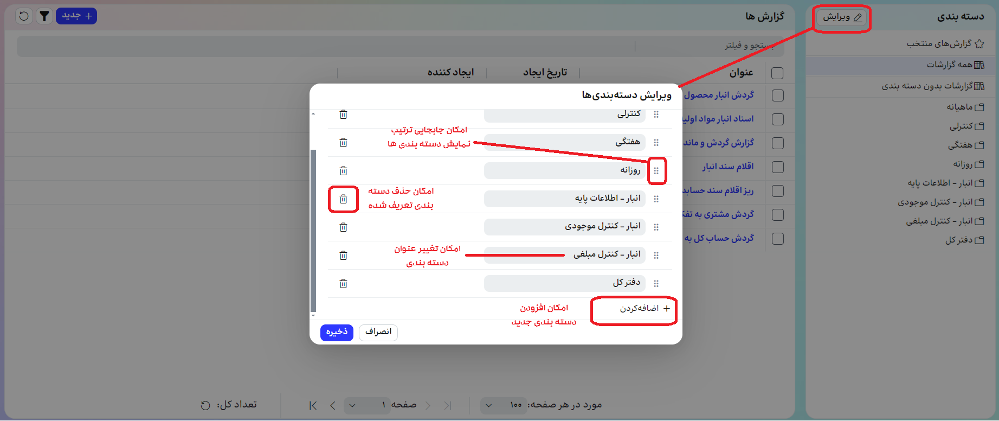 دسته بندی
ویرایش
گزارش‌های منتخب
همه گزارشات
گزارشات بدون دسته بندی
ماهیانه
کنترلی
هفتگی
روزانه
انبار - اطلاعات پایه
انبار - کنترل موجودی
انبار - کنترل مبلغی
دفتر کل
گزارش ها
+ جدید
جستجو و فیلتر
عنوان
تاریخ ایجاد
ایجاد کننده
گردش انبار محصول
اسناد انبار مواد اولیه
گزارش گردش و مانده
اقلام سند انبار
ریز اقلام سند
گردش مشتری به
گردش حساب کل به
ویرایش دسته‌بندی‌ها
کنترلی
هفتگی
روزانه
انبار - اطلاعات پایه
انبار - کنترل موجودی
انبار - کنترل مبلغی
دفتر کل
+ اضافه‌کردن
امکان جابجایی ترتیب
نمایش دسته بندی ها
امکان حذف دسته
بندی تعریف شده
امکان تغییر عنوان
دسته بندی
امکان افزودن
دسته بندی جدید
انصراف
ذخیره
مورد در هر صفحه: ۱۰۰
صفحه ۱
تعداد کل: